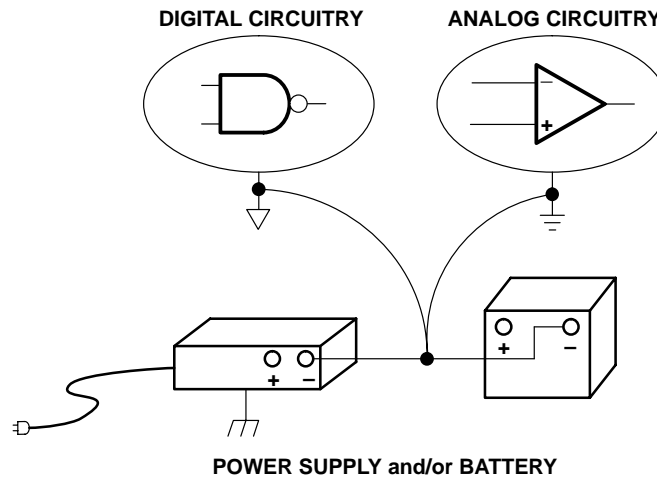 DIGITAL CIRCUITRY
ANALOG CIRCUITRY
−
+
+ −
+ −
POWER SUPPLY and/or BATTERY